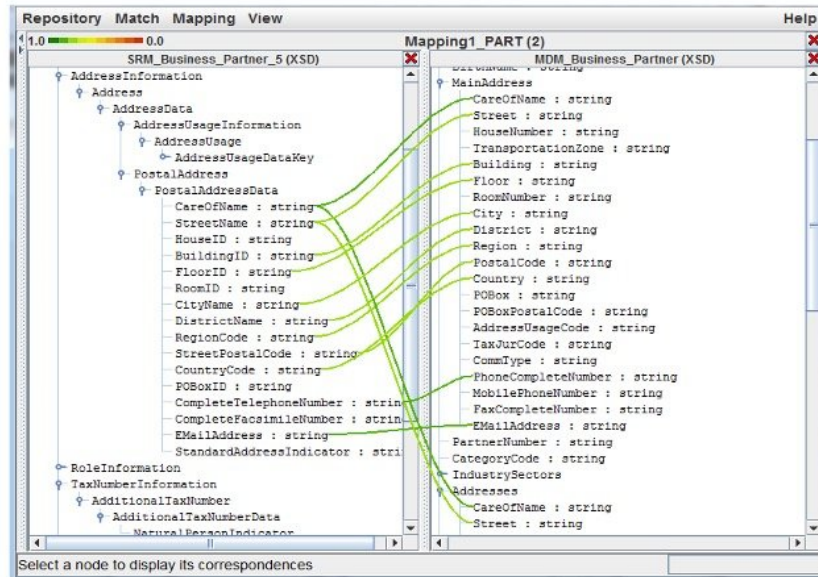 Repository Match Mapping View Help
1.0 0.0 Mapping1_PART (2)
SRM_Business_Partner_5 (XSD)
AddressInformation
Address
AddressData
AddressUsageInformation
AddressUsage
AddressUsageDataKey
PostalAddress
PostalAddressData
CareOfName : string
StreetName : string
HouseID : string
BuildingID : string
FloorID : string
RoomID : string
CityName : string
DistrictName : string
RegionCode : string
StreetPostalCode : string
CountryCode : string
POBoxID : string
CompleteTelephoneNumber : string
CompleteFacsimileNumber : strin
EMailAddress : string
StandardAddressIndicator : stri
RoleInformation
TaxNumberInformation
AdditionalTaxNumber
AdditionalTaxNumberData
NaturalPersonIndicator
MDM_Business_Partner (XSD)
MainAddress
CareOfName : string
Street : string
HouseNumber : string
TransportationZone : string
Building : string
Floor : string
RoomNumber : string
City : string
District : string
Region : string
PostalCode : string
Country : string
POBox : string
POBoxPostalCode : string
AddressUsageCode : string
TaxJurCode : string
CommType : string
PhoneCompleteNumber : string
MobilePhoneNumber : string
FaxCompleteNumber : string
EMailAddress : string
PartnerNumber : string
CategoryCode : string
IndustrySectors
Addresses
CareOfName : string
Street : string
Select a node to display its correspondences